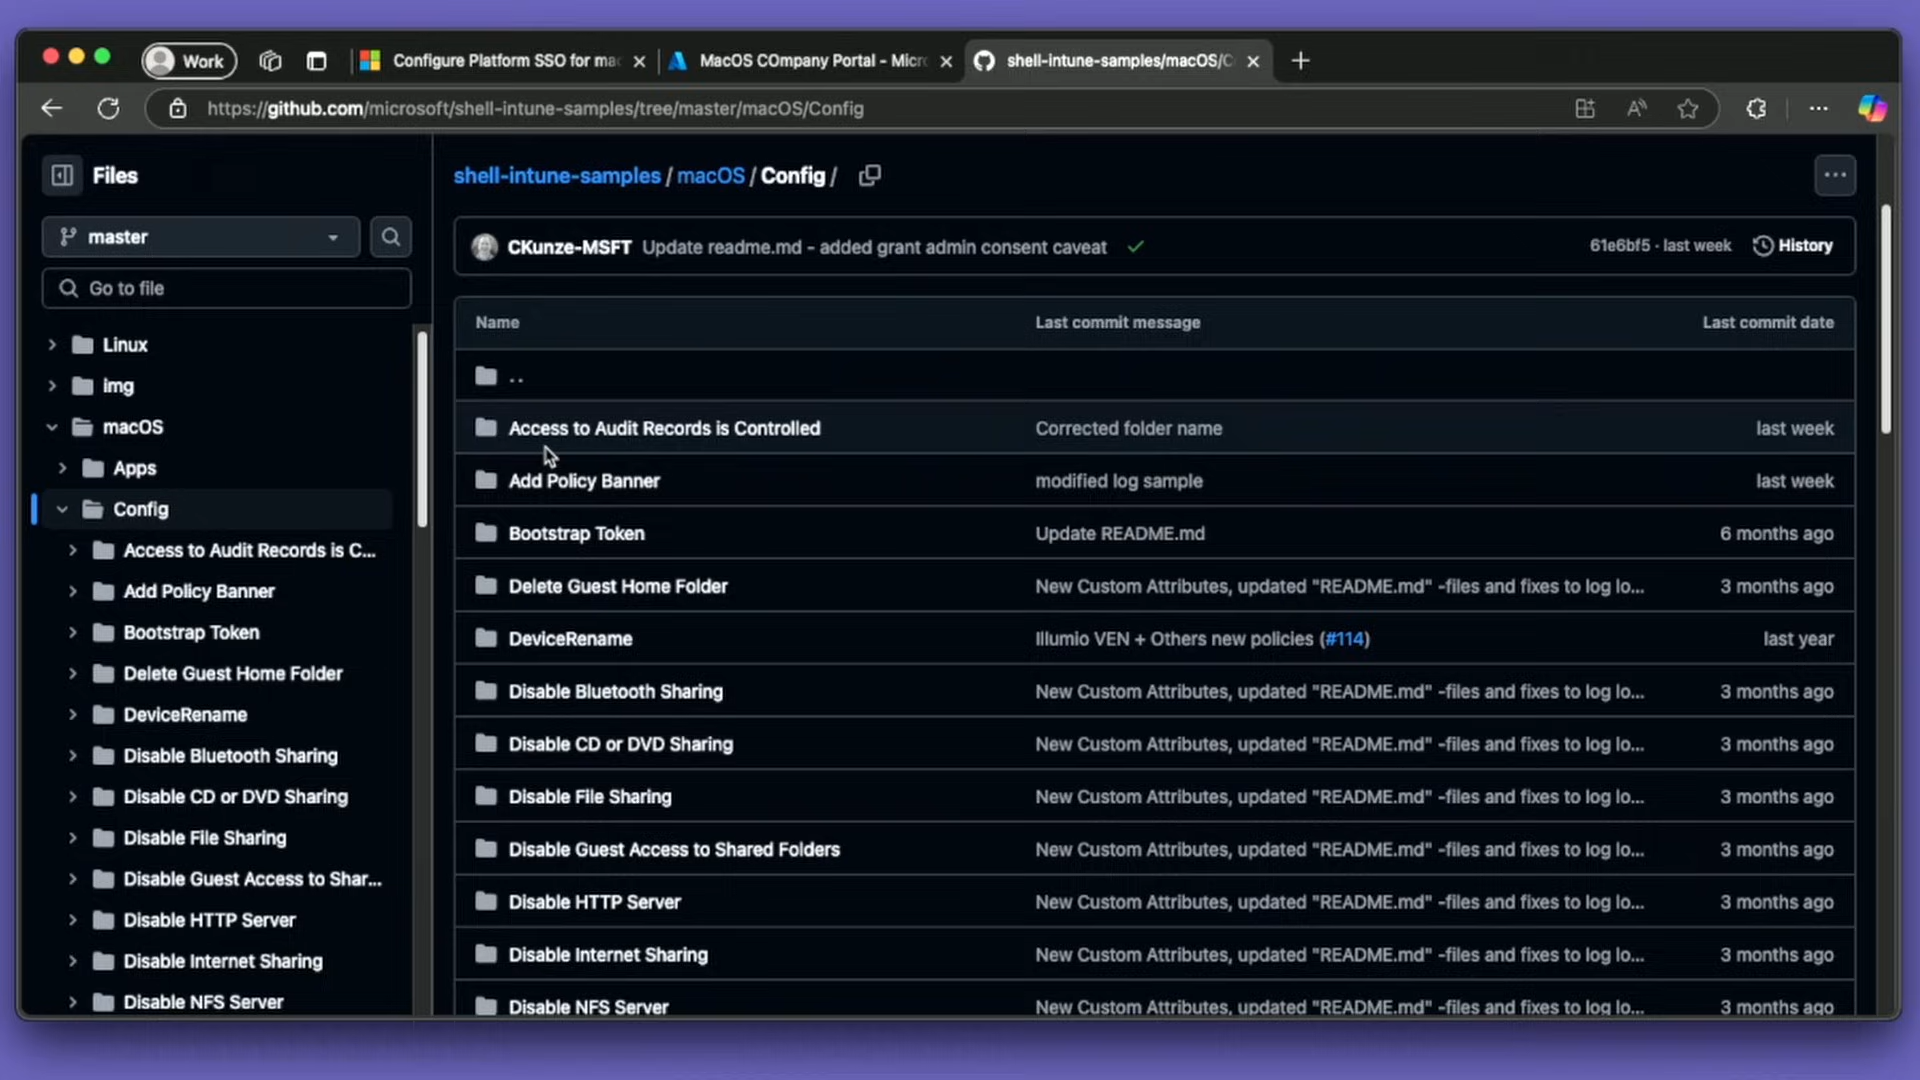 Work
Configure Platform SSO for mac
MacOS COmpany Portal - Micr
shell-intune-samples/macOS/C
https://github.com/microsoft/shell-intune-samples/tree/master/macOS/Config
Files
master
Go to file
Linux
img
macOS
Apps
Config
Access to Audit Records is C...
Add Policy Banner
Bootstrap Token
Delete Guest Home Folder
DeviceRename
Disable Bluetooth Sharing
Disable CD or DVD Sharing
Disable File Sharing
Disable Guest Access to Shar...
Disable HTTP Server
Disable Internet Sharing
Disable NFS Server
shell-intune-samples / macOS / Config /
CKunze-MSFT Update readme.md - added grant admin consent caveat 61e6bf5 · last week History
Name Last commit message Last commit date
..
Access to Audit Records is Controlled Corrected folder name last week
Add Policy Banner modified log sample last week
Bootstrap Token Update README.md 6 months ago
Delete Guest Home Folder New Custom Attributes, updated "README.md" -files and fixes to log lo... 3 months ago
DeviceRename Illumio VEN + Others new policies (#114) last year
Disable Bluetooth Sharing New Custom Attributes, updated "README.md" -files and fixes to log lo... 3 months ago
Disable CD or DVD Sharing New Custom Attributes, updated "README.md" -files and fixes to log lo... 3 months ago
Disable File Sharing New Custom Attributes, updated "README.md" -files and fixes to log lo... 3 months ago
Disable Guest Access to Shared Folders New Custom Attributes, updated "README.md" -files and fixes to log lo... 3 months ago
Disable HTTP Server New Custom Attributes, updated "README.md" -files and fixes to log lo... 3 months ago
Disable Internet Sharing New Custom Attributes, updated "README.md" -files and fixes to log lo... 3 months ago
Disable NFS Server New Custom Attributes, updated "README.md" -files and fixes to log lo... 3 months ago